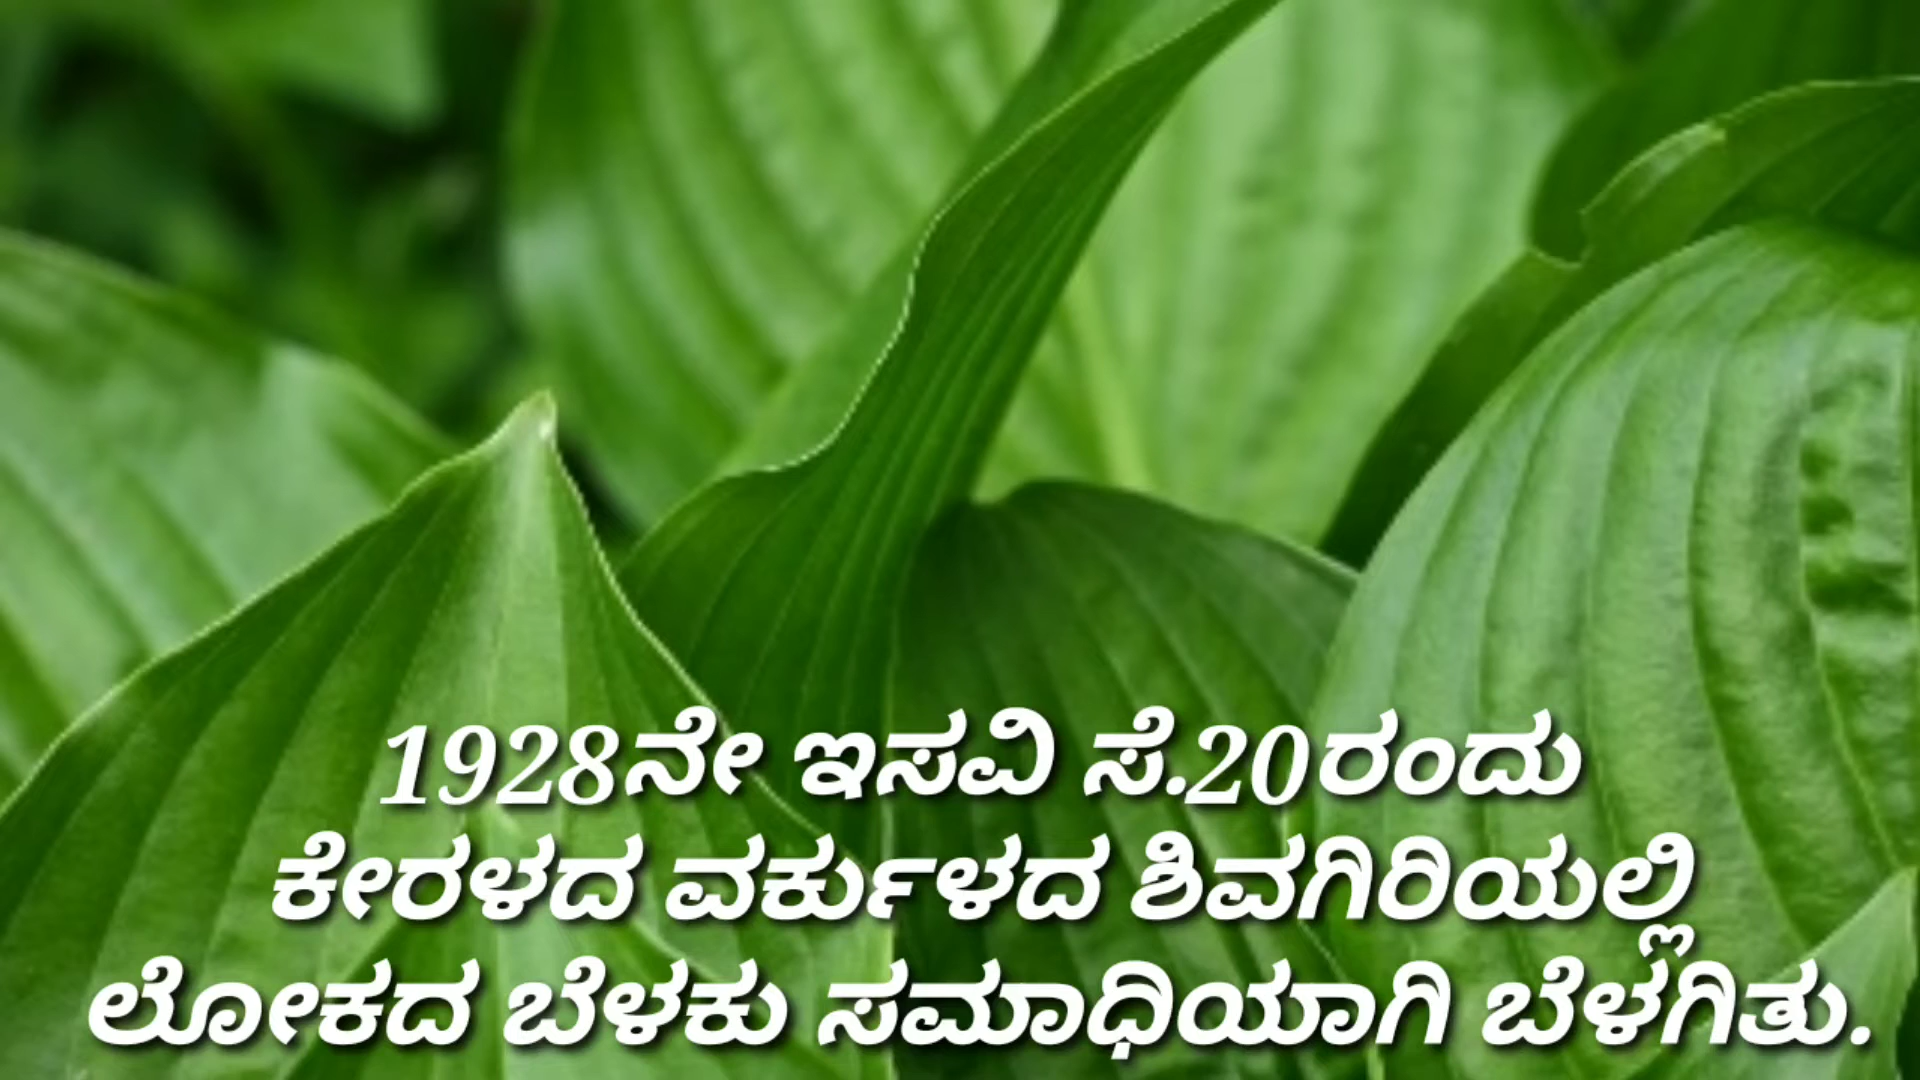 1928ನೇ ಇಸವಿ ಸೆ.20ರಂದು
ಕೇರಳದ ವರ್ಕುಳದ ಶಿವಗಿರಿಯಲ್ಲಿ
ಲೋಕದ ಬೆಳಕು ಸಮಾಧಿಯಾಗಿ ಬೆಳಗಿತು.